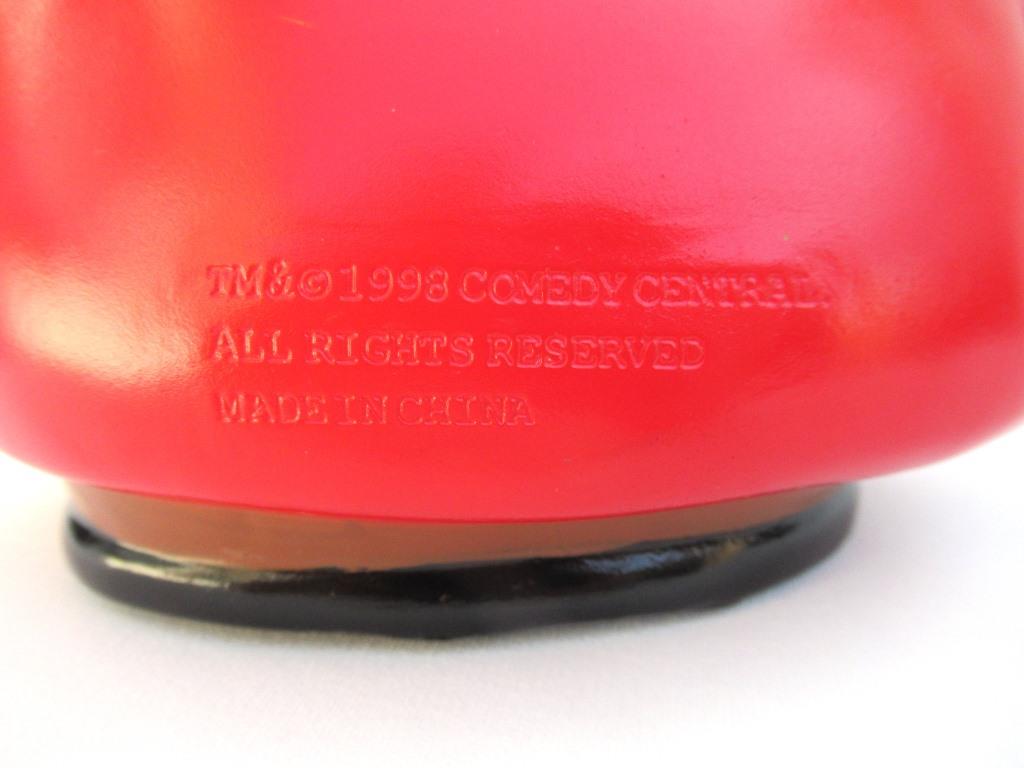 TM&©1998 COMEDY CENTRAL.
ALL RIGHTS RESERVED
MADE IN CHINA